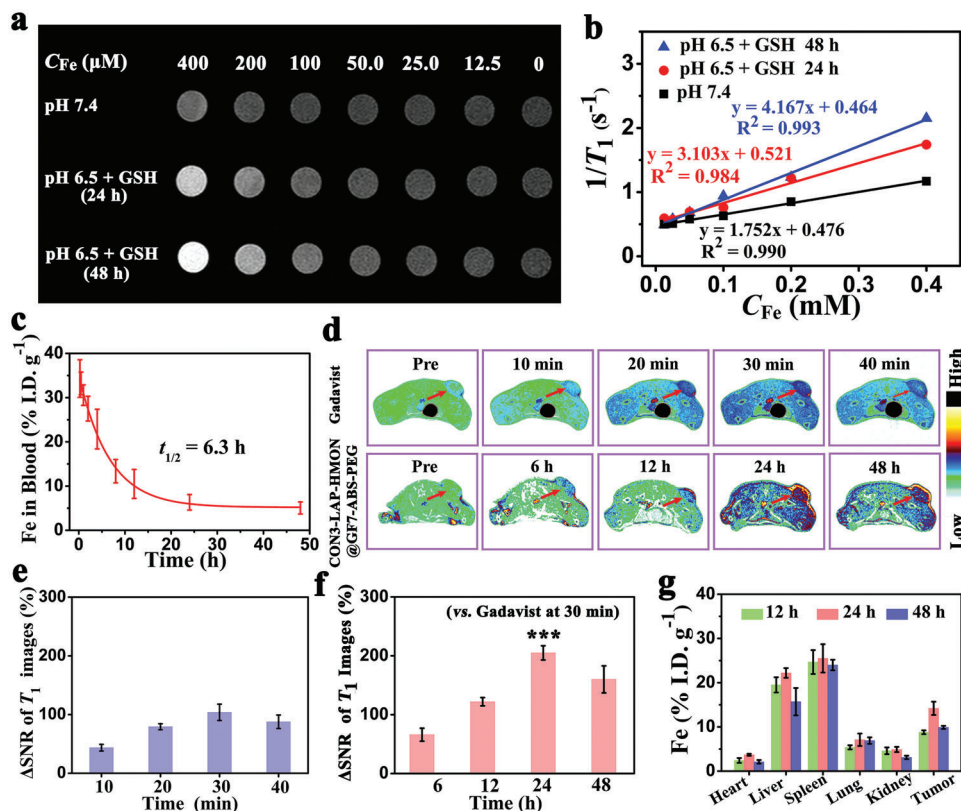 a
C_Fe (μM) 400 200 100 50.0 25.0 12.5 0
pH 7.4
pH 6.5 + GSH
(24 h)
pH 6.5 + GSH
(48 h)
b
pH 6.5 + GSH 48 h
pH 6.5 + GSH 24 h
pH 7.4
y = 4.167x + 0.464
R² = 0.993
y = 3.103x + 0.521
R² = 0.984
y = 1.752x + 0.476
R² = 0.990
1/T₁ (s⁻¹)
3
2
1
0
0.0 0.1 0.2 0.3 0.4
C_Fe (mM)
c
Fe in Blood (% I.D. g⁻¹)
40
30
20
10
0
t₁/₂ = 6.3 h
0 10 20 30 40 50
Time (h)
d
Gadavist
Pre 10 min 20 min 30 min 40 min
CON3-LAP-HMON
@GF7-ABS-PEG
Pre 6 h 12 h 24 h 48 h
High
Low
e
ΔSNR of T₁ images (%)
300
200
100
0
10 20 30 40
Time (min)
f
ΔSNR of T₁ Images (%)
300
200
100
0
(vs. Gadavist at 30 min)
***
6 12 24 48
Time (h)
g
12 h 24 h 48 h
Fe (% I.D. g⁻¹)
40
30
20
10
0
Heart Liver Spleen Lung Kidney Tumor